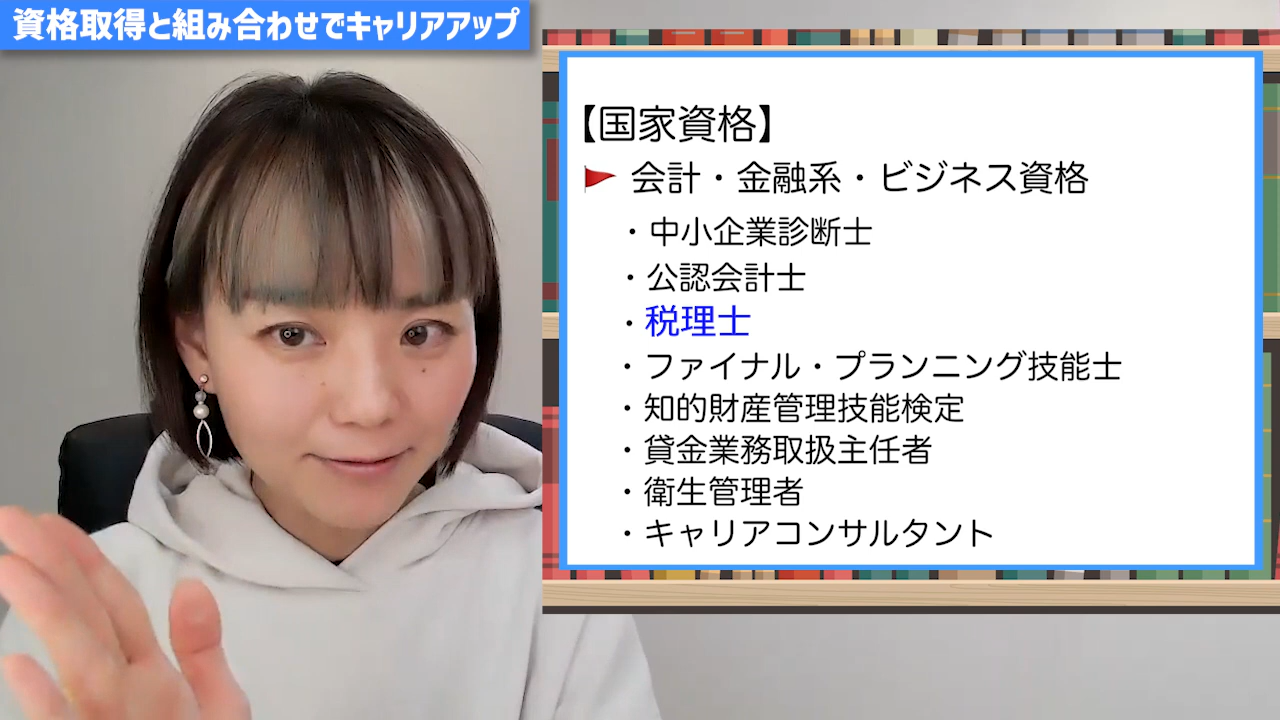 資格取得と組み合わせでキャリアアップ
【国家資格】
会計・金融系・ビジネス資格
・中小企業診断士
・公認会計士
・税理士
・ファイナル・プランニング技能士
・知的財産管理技能検定
・貸金業務取扱主任者
・衛生管理者
・キャリアコンサルタント